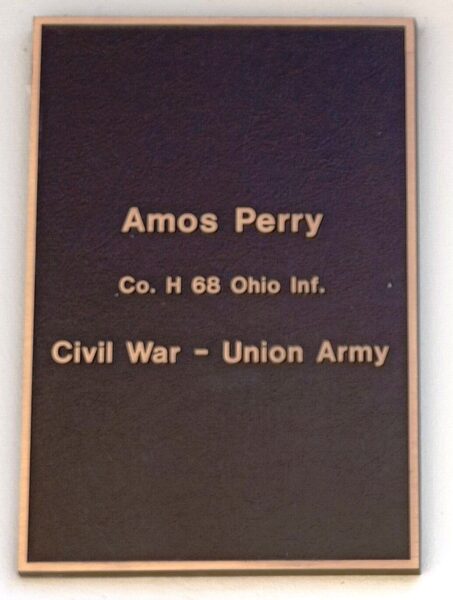 Amos Perry
Co. H 68 Ohio Inf.
Civil War - Union Army